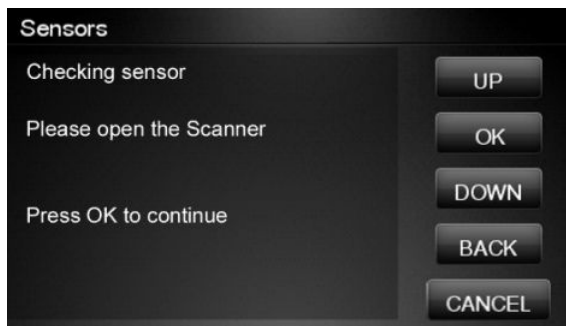 Sensors
Checking sensor
Please open the Scanner
Press OK to continue
UP
OK
DOWN
BACK
CANCEL